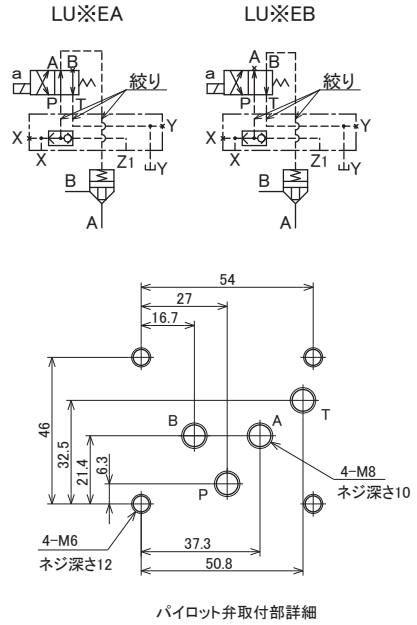 LU※EA
LU※EB
A B
a
絞り
P T
X
Y
X
Z1
Y
B
A
A B
a
絞り
P T
X
Y
X
Z1
Y
B
A
54
27
16.7
46
32.5
21.4
6.3
B
A
T
P
4-M8
ネジ深さ10
4-M6
ネジ深さ12
37.3
50.8
パイロット弁取付部詳細